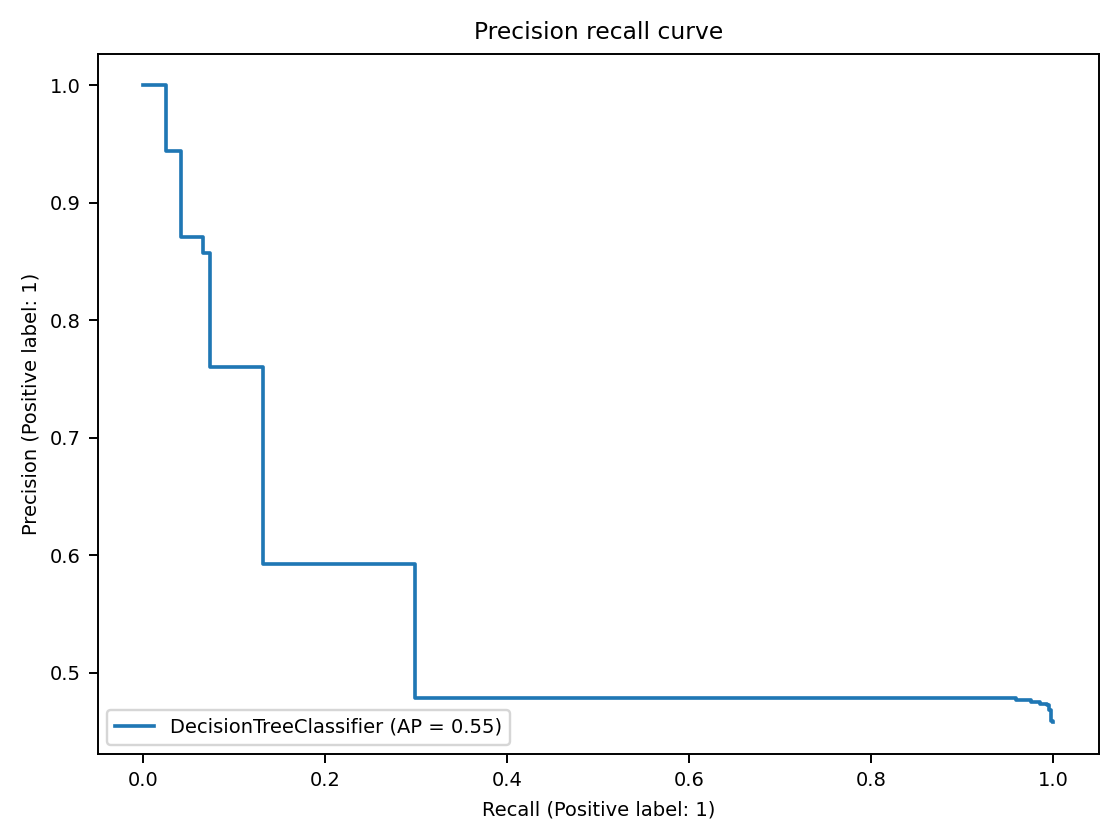 Precision recall curve
1.0
0.9
0.8
0.7
0.6
0.5
Precision (Positive label: 1)
DecisionTreeClassifier (AP = 0.55)
0.0 0.2 0.4 0.6 0.8 1.0
Recall (Positive label: 1)